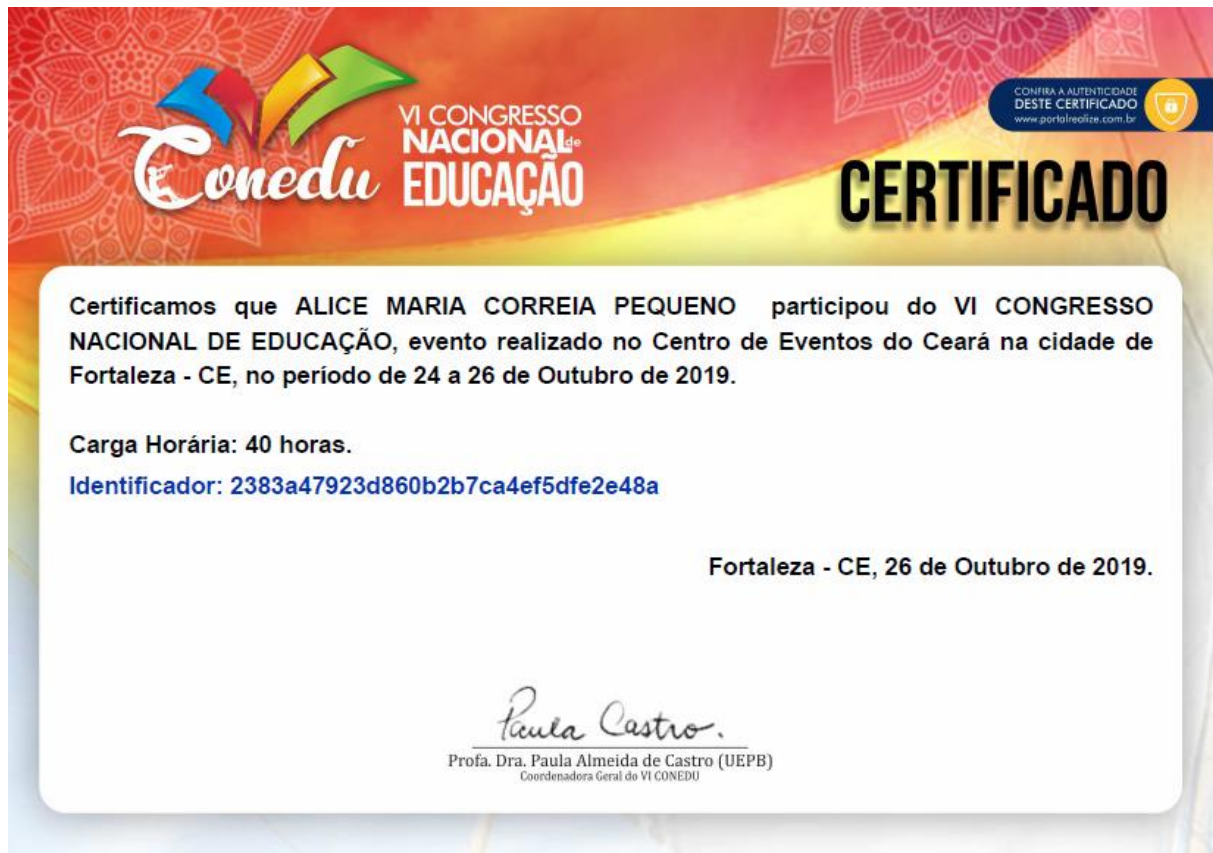 Conedu
VI CONGRESSO
NACIONAL de
EDUCAÇÃO
CONFIRA A AUTENTICIDADE
DESTE CERTIFICADO
www.portalrealize.com.br
CERTIFICADO
Certificamos que ALICE MARIA CORREIA PEQUENO participou do VI CONGRESSO
NACIONAL DE EDUCAÇÃO, evento realizado no Centro de Eventos do Ceará na cidade de
Fortaleza - CE, no período de 24 a 26 de Outubro de 2019.
Carga Horária: 40 horas.
Identificador: 2383a47923d860b2b7ca4ef5dfe2e48a
Fortaleza - CE, 26 de Outubro de 2019.
Paula Castro.
Profa. Dra. Paula Almeida de Castro (UEPB)
Coordenadora Geral do VI CONEDU